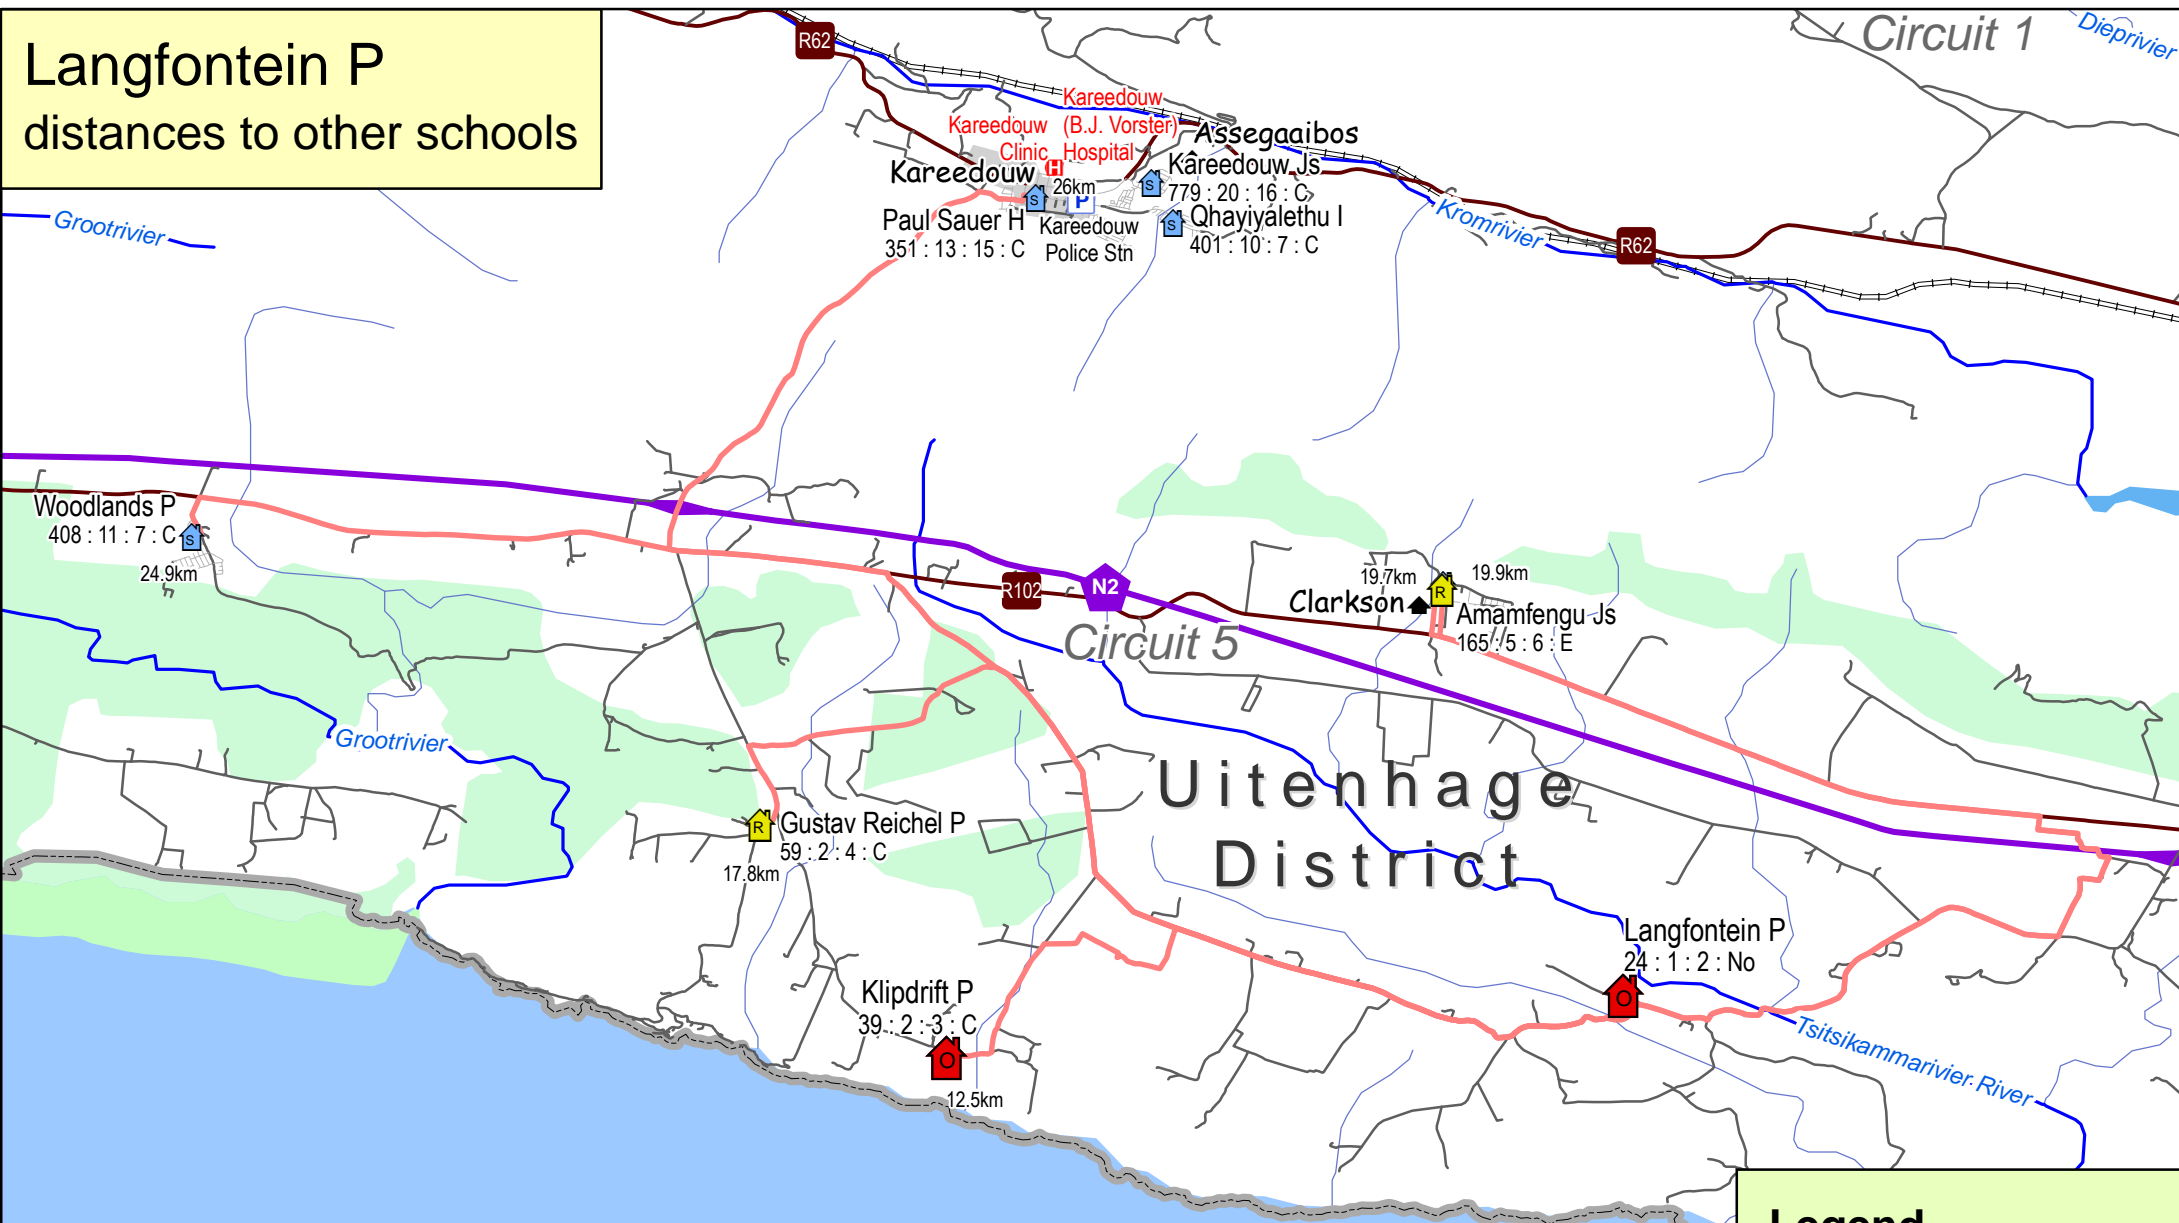 Langfontein P
distances to other schools
R62
Circuit 1
Dieprivier
Kareedouw
(B.J. Vorster)
Hospital
Kareedouw
Clinic
H
Assegaaibos
Kareedouw
Kareedouw Js
779 : 20 : 16 : C
S
S
26km
P
Paul Sauer H
351 : 13 : 15 : C
Kareedouw
Police Stn
S
Qhayiyalethu I
401 : 10 : 7 : C
Kromrivier
R62
Grootrivier
Woodlands P
408 : 11 : 7 : C
S
24.9km
R102
N2
Circuit 5
19.7km
19.9km
R
Clarkson
Amamfengu Js
165 : 5 : 6 : E
Grootrivier
Uitenhage
District
R
Gustav Reichel P
59 : 2 : 4 : C
17.8km
Langfontein P
24 : 1 : 2 : No
O
Klipdrift P
39 : 2 : 3 : C
O
12.5km
Tsitsikammarivier River
Legend